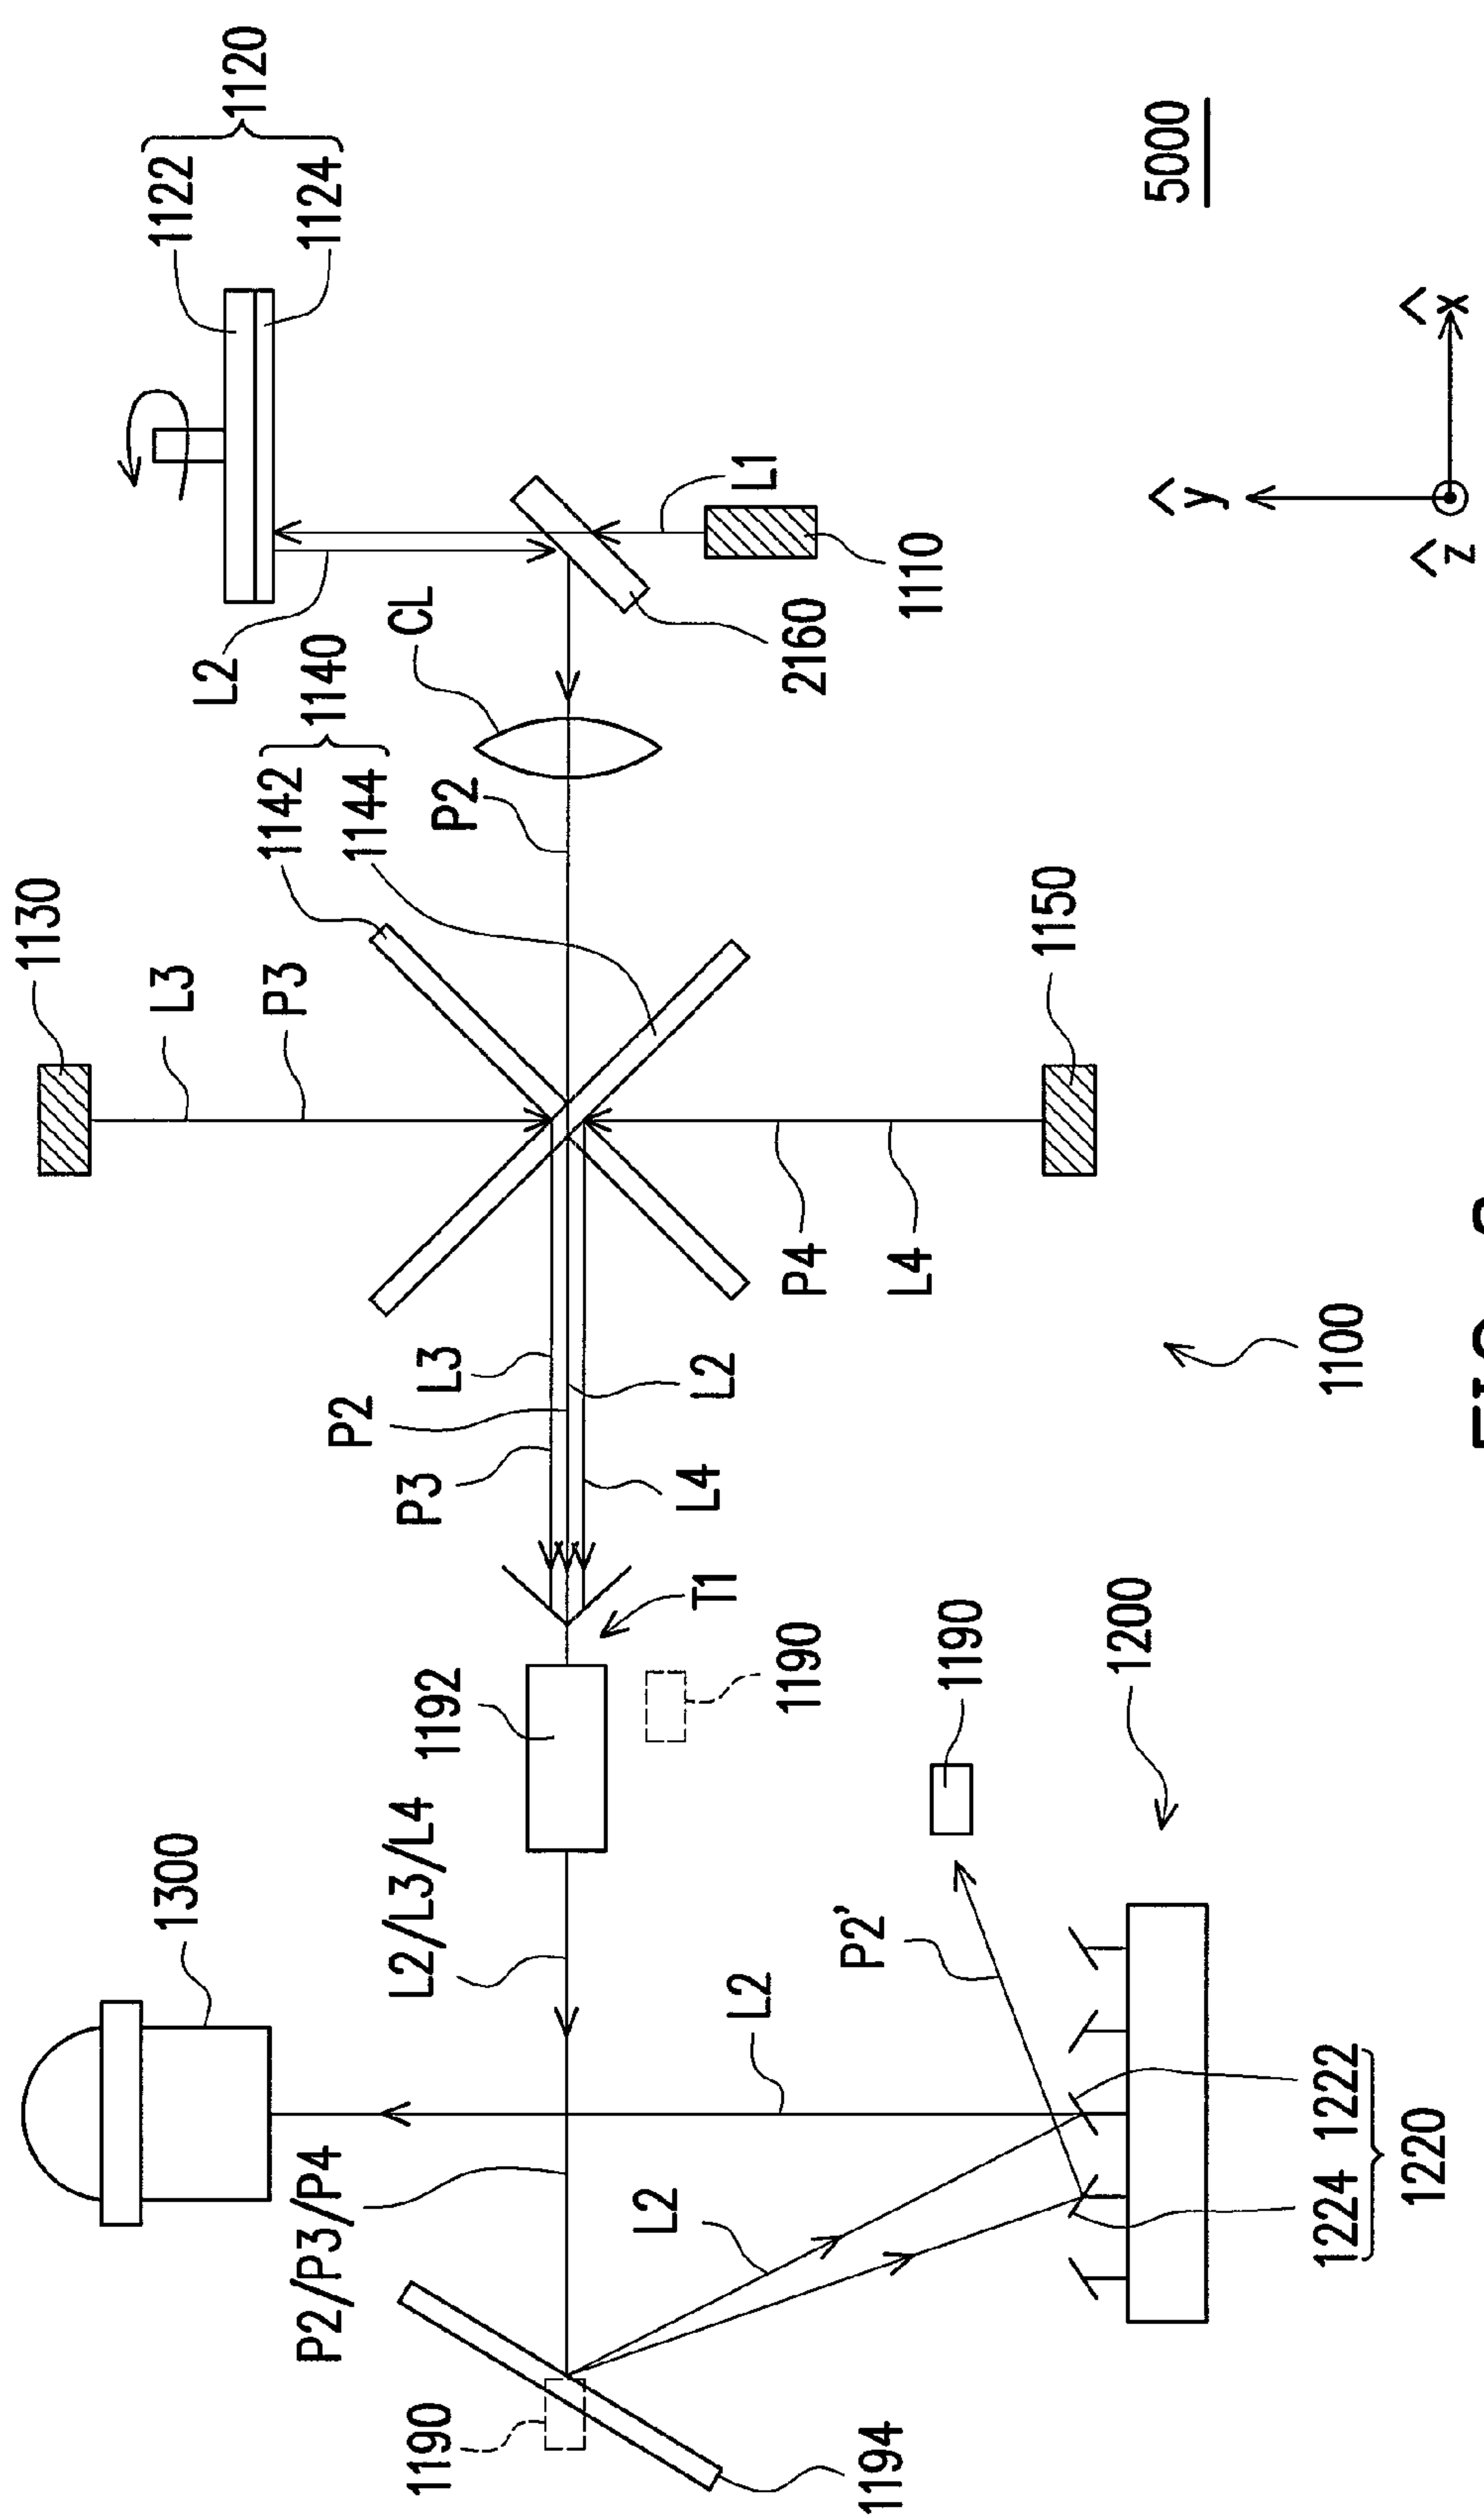 1120
1122
1124
5000
L2
1140
1142
1144
CL
L1
1110
2160
ŷ
x̂
ẑ
1130
L3
P3
P2
1150
P4
L4
1100
P2
L3
P3
L2
L4
T1
1192
1190
1190
1200
1300
L2/L3/L4
P2'
L2
P2/P3/P4
L2
1224 1222
1220
1190
1194